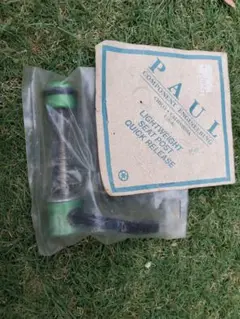 PAUL
COMPONENT ENGINEERING
LIGHTWEIGHT
SEAT POST
QUICK RELEASE